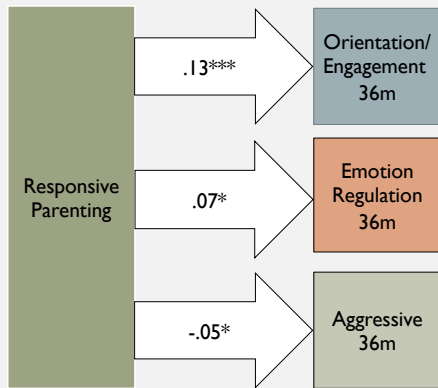 Responsive
Parenting
.13***
Orientation/
Engagement
36m
.07*
Emotion
Regulation
36m
-.05*
Aggressive
36m